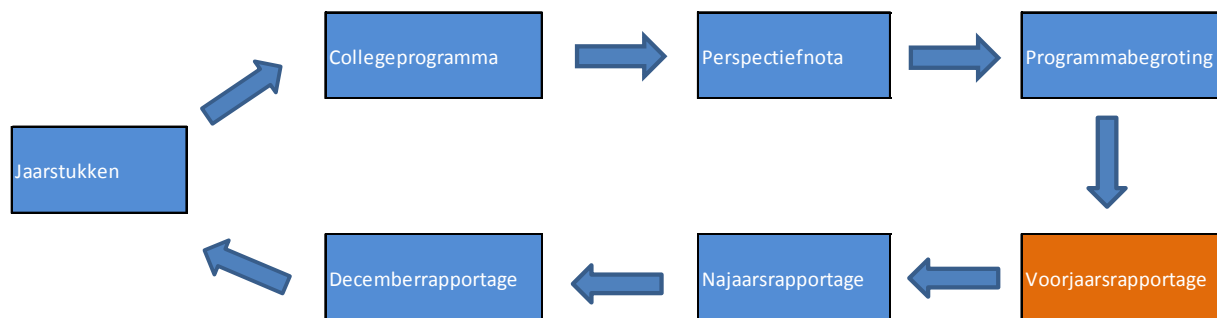 Collegeprogramma
Perspectiefnota
Programmabegroting
Jaarstukken
Decemberrapportage
Najaarsrapportage
Voorjaarsrapportage